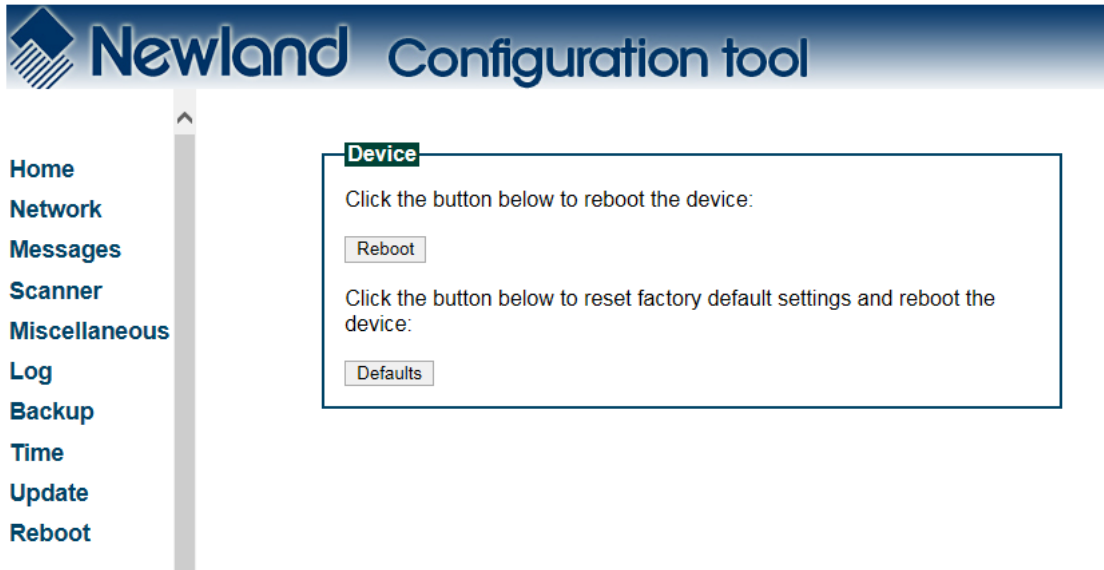 Newland Configuration tool
Home
Network
Messages
Scanner
Miscellaneous
Log
Backup
Time
Update
Reboot
Device
Click the button below to reboot the device:
Reboot
Click the button below to reset factory default settings and reboot the
device:
Defaults